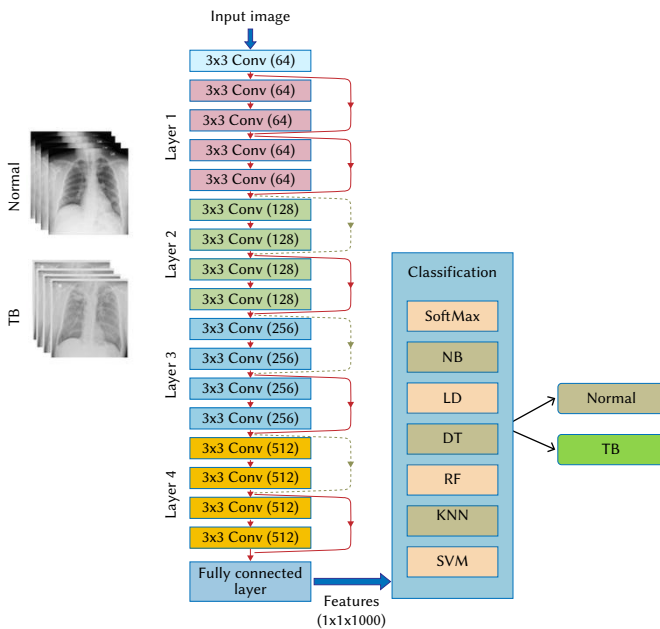 Input image
3x3 Conv (64)
3x3 Conv (64)
3x3 Conv (64)
3x3 Conv (64)
3x3 Conv (64)
3x3 Conv (128)
3x3 Conv (128)
3x3 Conv (128)
3x3 Conv (128)
3x3 Conv (256)
3x3 Conv (256)
3x3 Conv (256)
3x3 Conv (256)
3x3 Conv (512)
3x3 Conv (512)
3x3 Conv (512)
3x3 Conv (512)
Fully connected
layer
Layer 1
Layer 2
Layer 3
Layer 4
Normal
TB
Features
(1x1x1000)
Classification
SoftMax
NB
LD
DT
RF
KNN
SVM
Normal
TB